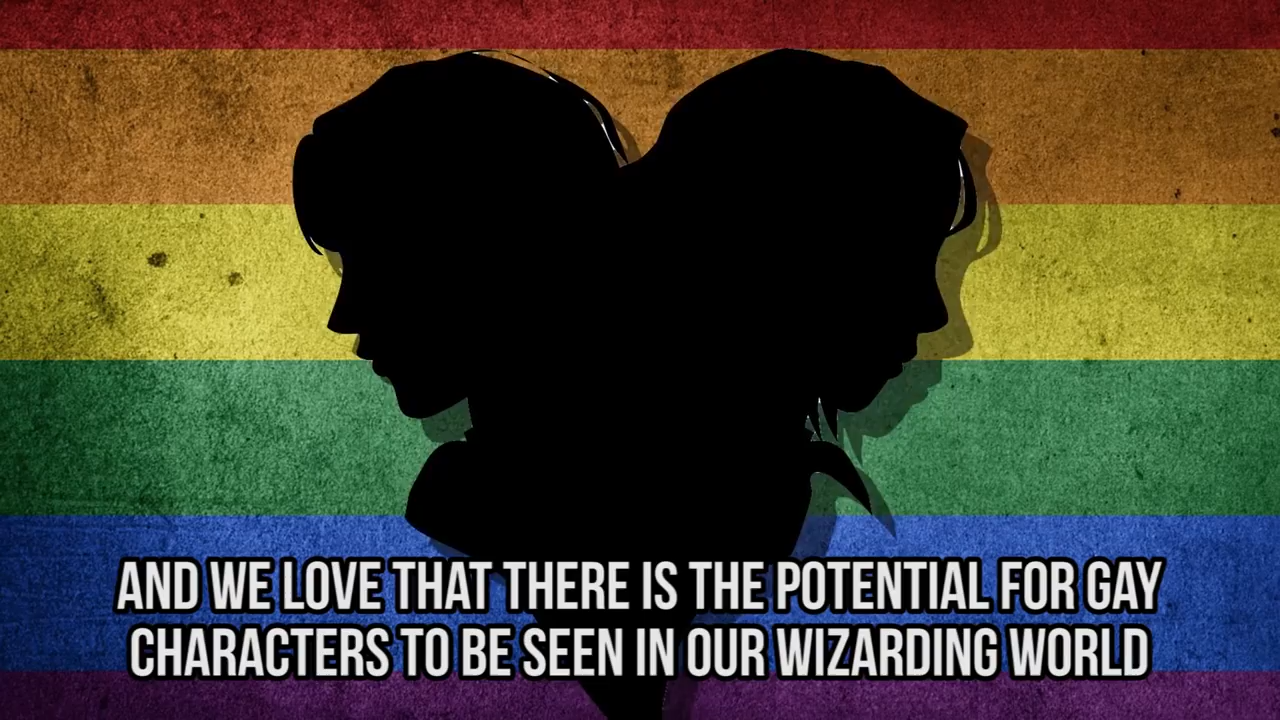 AND WE LOVE THAT THERE IS THE POTENTIAL FOR GAY
CHARACTERS TO BE SEEN IN OUR WIZARDING WORLD